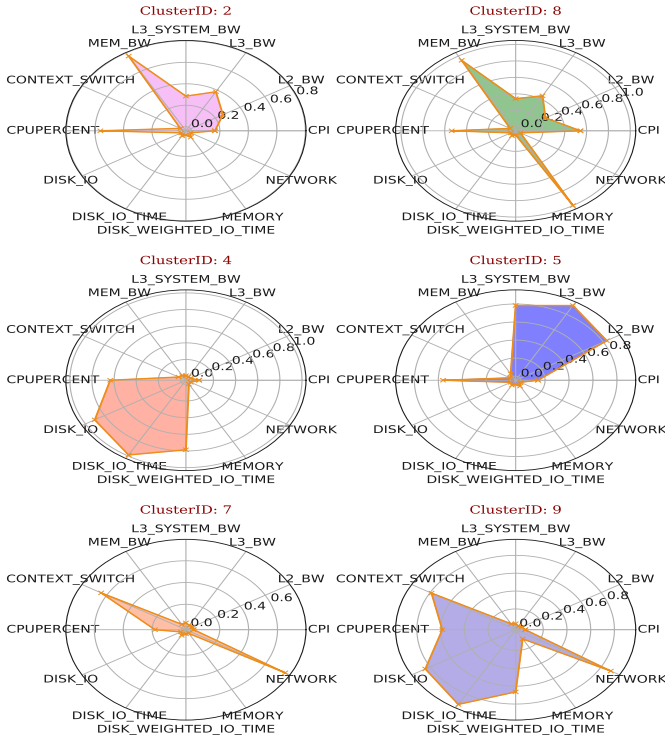 ClusterID: 2
L3_SYSTEM_BW
MEM_BW
L3_BW
CONTEXT_SWITCH
L2_BW
0.8
0.6
0.4
0.2
0.0
CPUPERCENT
CPI
DISK_IO
NETWORK
DISK_IO_TIME
MEMORY
DISK_WEIGHTED_IO_TIME
ClusterID: 8
L3_SYSTEM_BW
MEM_BW
L3_BW
CONTEXT_SWITCH
L2_BW
1.0
0.8
0.6
0.4
0.2
0.0
CPUPERCENT
CPI
DISK_IO
NETWORK
DISK_IO_TIME
MEMORY
DISK_WEIGHTED_IO_TIME
ClusterID: 4
L3_SYSTEM_BW
MEM_BW
L3_BW
CONTEXT_SWITCH
L2_BW
1.0
0.8
0.6
0.4
0.2
0.0
CPUPERCENT
CPI
DISK_IO
NETWORK
DISK_IO_TIME
MEMORY
DISK_WEIGHTED_IO_TIME
ClusterID: 5
L3_SYSTEM_BW
MEM_BW
L3_BW
CONTEXT_SWITCH
L2_BW
0.8
0.6
0.4
0.2
0.0
CPUPERCENT
CPI
DISK_IO
NETWORK
DISK_IO_TIME
MEMORY
DISK_WEIGHTED_IO_TIME
ClusterID: 7
L3_SYSTEM_BW
MEM_BW
L3_BW
CONTEXT_SWITCH
L2_BW
0.6
0.4
0.2
0.0
CPUPERCENT
CPI
DISK_IO
NETWORK
DISK_IO_TIME
MEMORY
DISK_WEIGHTED_IO_TIME
ClusterID: 9
L3_SYSTEM_BW
MEM_BW
L3_BW
CONTEXT_SWITCH
L2_BW
0.8
0.6
0.4
0.2
0.0
CPUPERCENT
CPI
DISK_IO
NETWORK
DISK_IO_TIME
MEMORY
DISK_WEIGHTED_IO_TIME